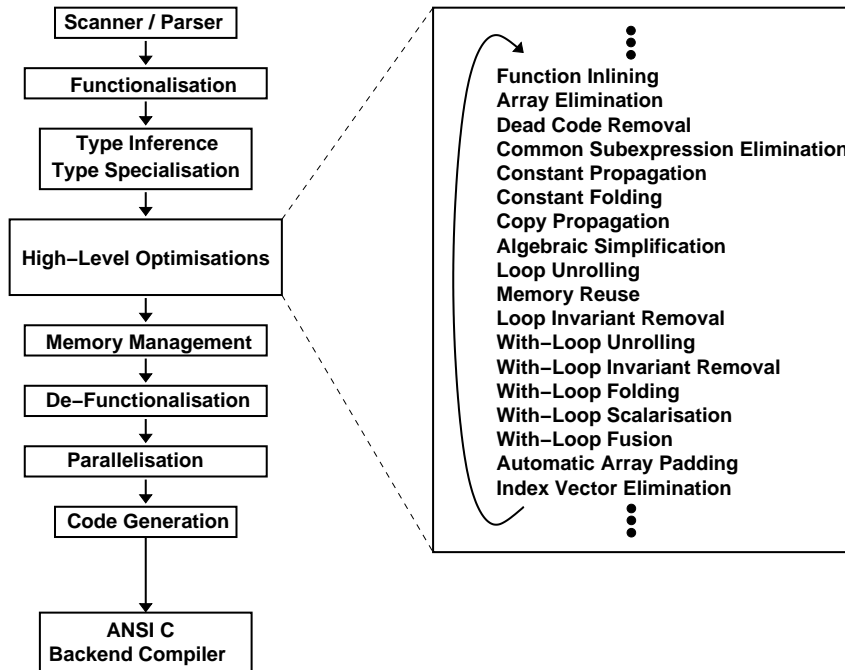 Scanner / Parser
Functionalisation
Type Inference
Type Specialisation
High–Level Optimisations
Memory Management
De–Functionalisation
Parallelisation
Code Generation
ANSI C
Backend Compiler
Function Inlining
Array Elimination
Dead Code Removal
Common Subexpression Elimination
Constant Propagation
Constant Folding
Copy Propagation
Algebraic Simplification
Loop Unrolling
Memory Reuse
Loop Invariant Removal
With–Loop Unrolling
With–Loop Invariant Removal
With–Loop Folding
With–Loop Scalarisation
With–Loop Fusion
Automatic Array Padding
Index Vector Elimination